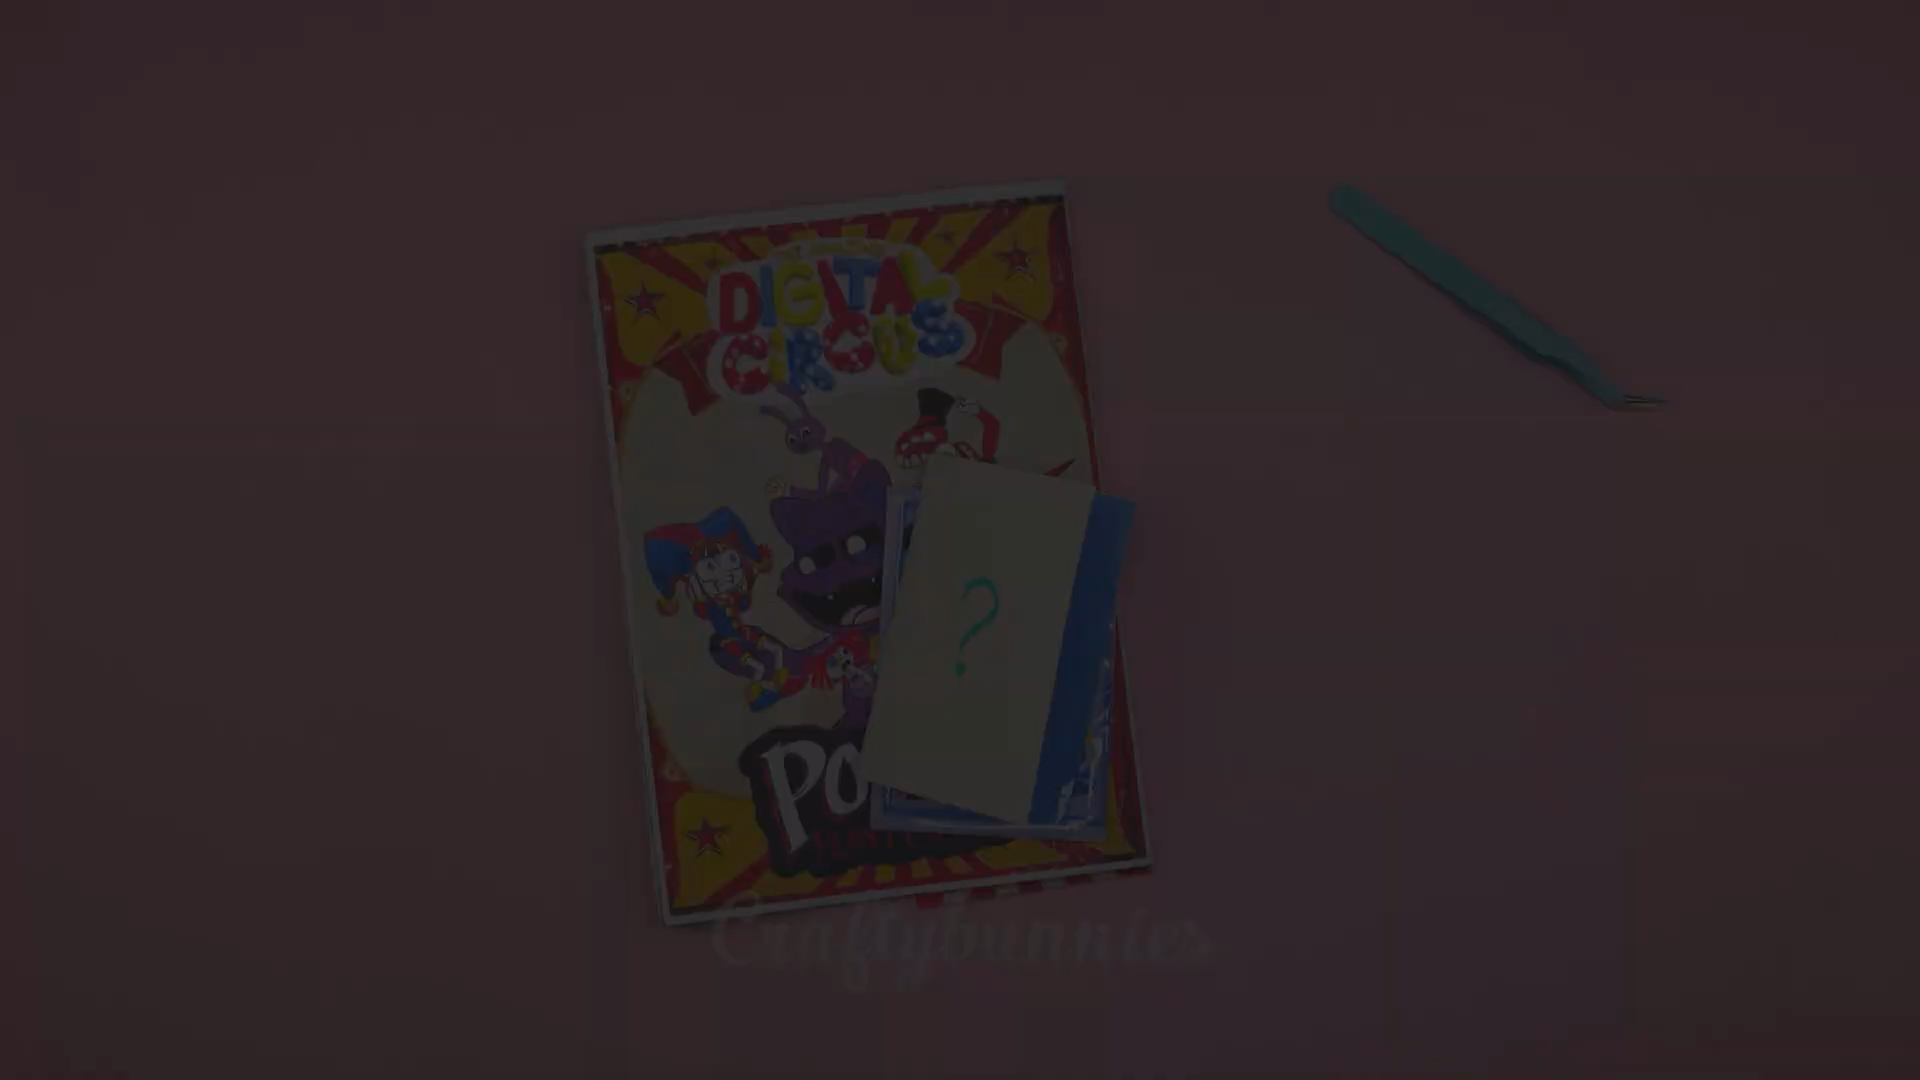 DIGITAL
CIRCUS
?
PO
Craftybunnies